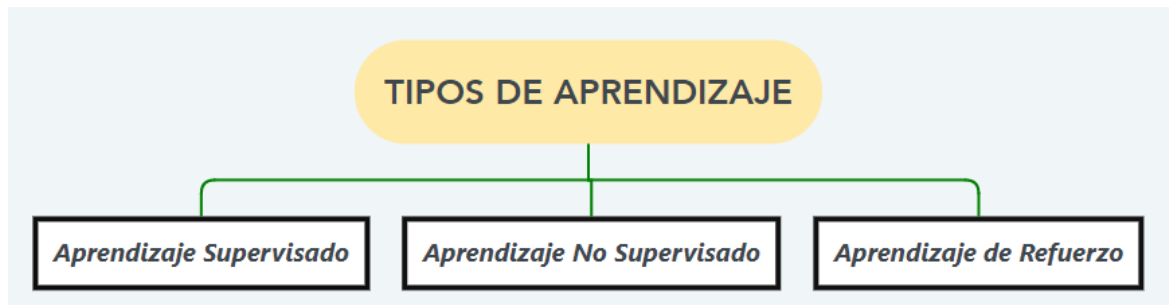 TIPOS DE APRENDIZAJE
Aprendizaje Supervisado
Aprendizaje No Supervisado
Aprendizaje de Refuerzo